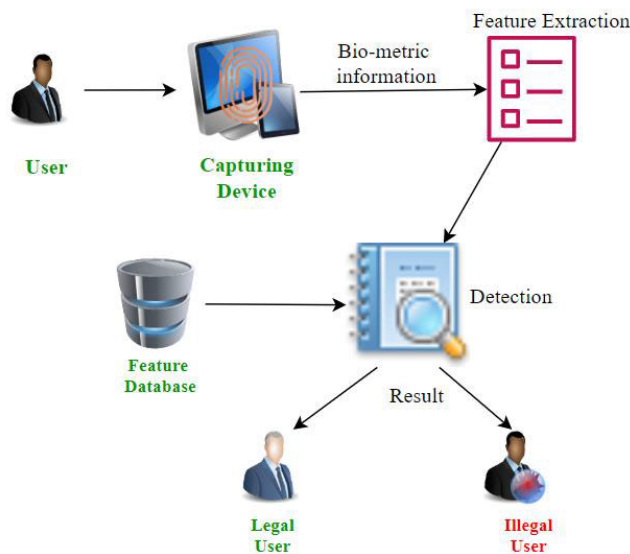 Feature Extraction
Bio-metric
information
User
Capturing
Device
Detection
Feature
Database
Result
Legal
User
Illegal
User